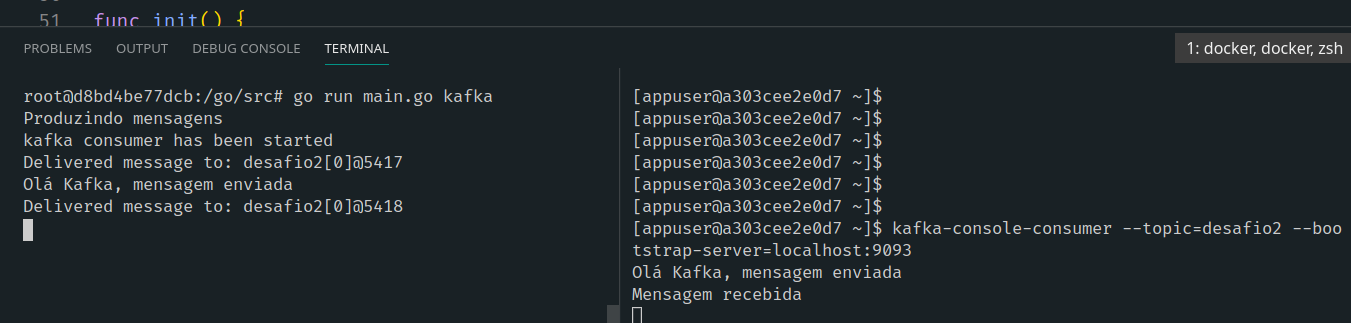 51 func init() {
PROBLEMS OUTPUT DEBUG CONSOLE TERMINAL
1: docker, docker, zsh
root@d8bd4be77dcb:/go/src# go run main.go kafka
Produzindo mensagens
kafka consumer has been started
Delivered message to: desafio2[0]@5417
Olá Kafka, mensagem enviada
Delivered message to: desafio2[0]@5418
[appuser@a303cee2e0d7 ~]$
[appuser@a303cee2e0d7 ~]$
[appuser@a303cee2e0d7 ~]$
[appuser@a303cee2e0d7 ~]$
[appuser@a303cee2e0d7 ~]$
[appuser@a303cee2e0d7 ~]$
[appuser@a303cee2e0d7 ~]$ kafka-console-consumer --topic=desafio2 --boo
tstrap-server=localhost:9093
Olá Kafka, mensagem enviada
Mensagem recebida